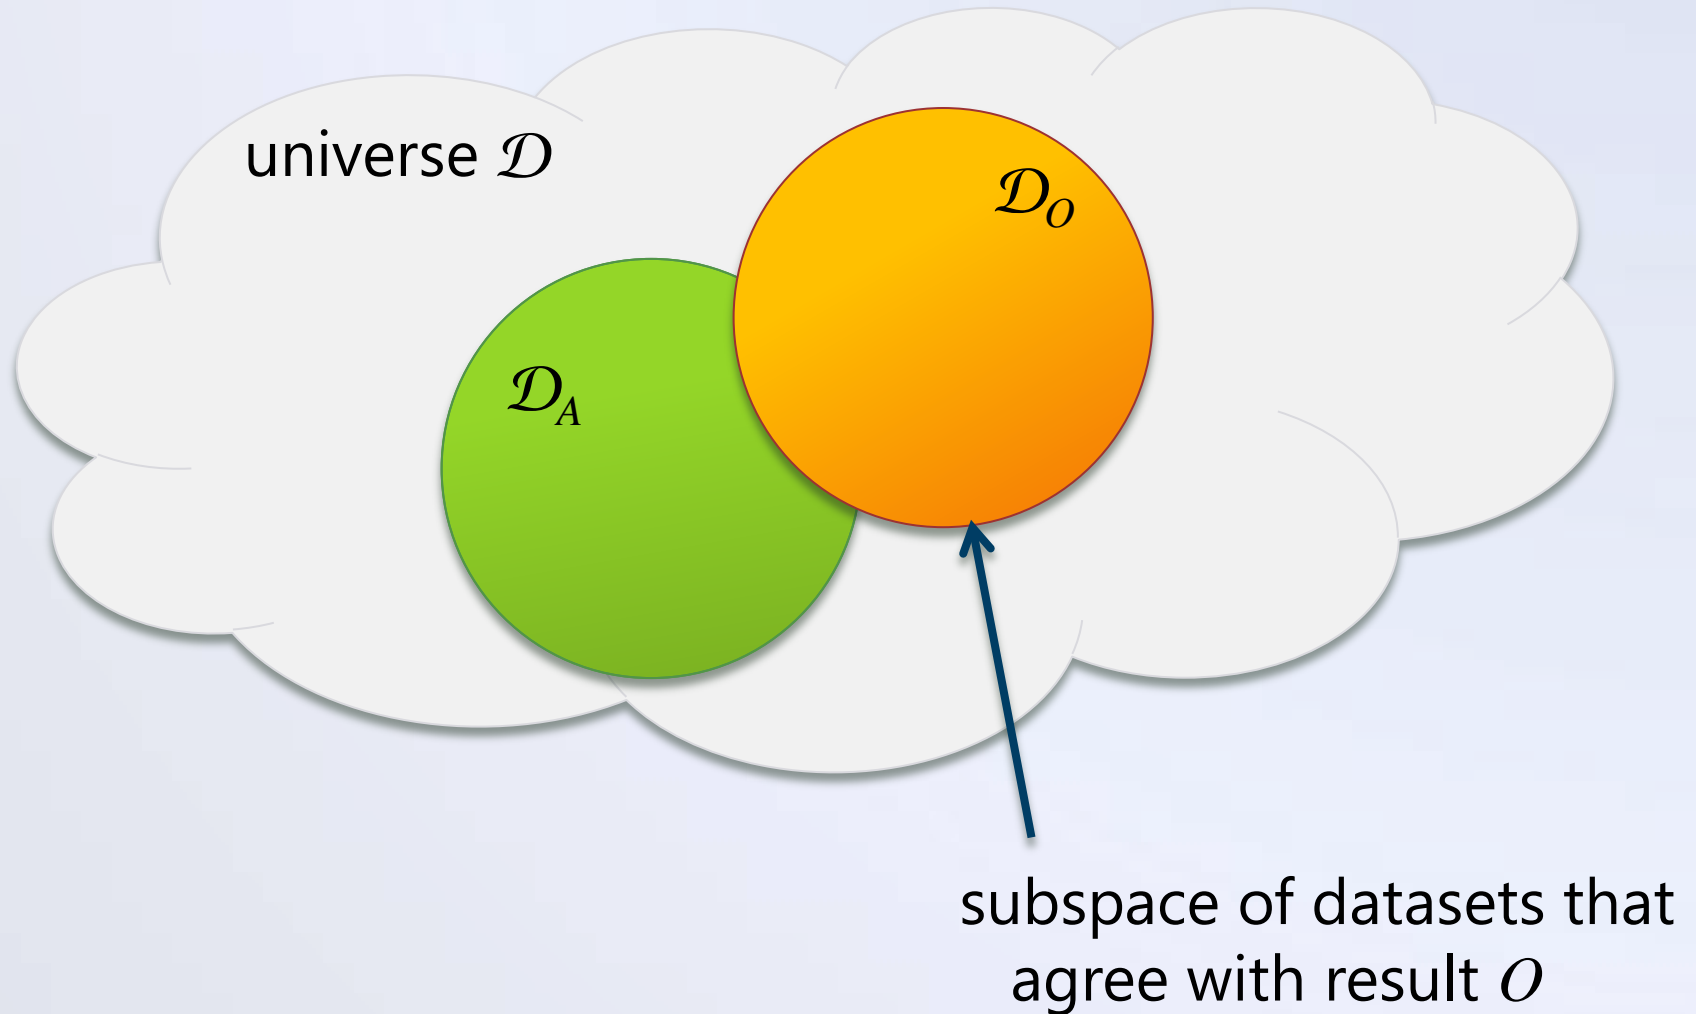 universe 𝒟
𝒟_O
𝒟_A
subspace of datasets that
agree with result O